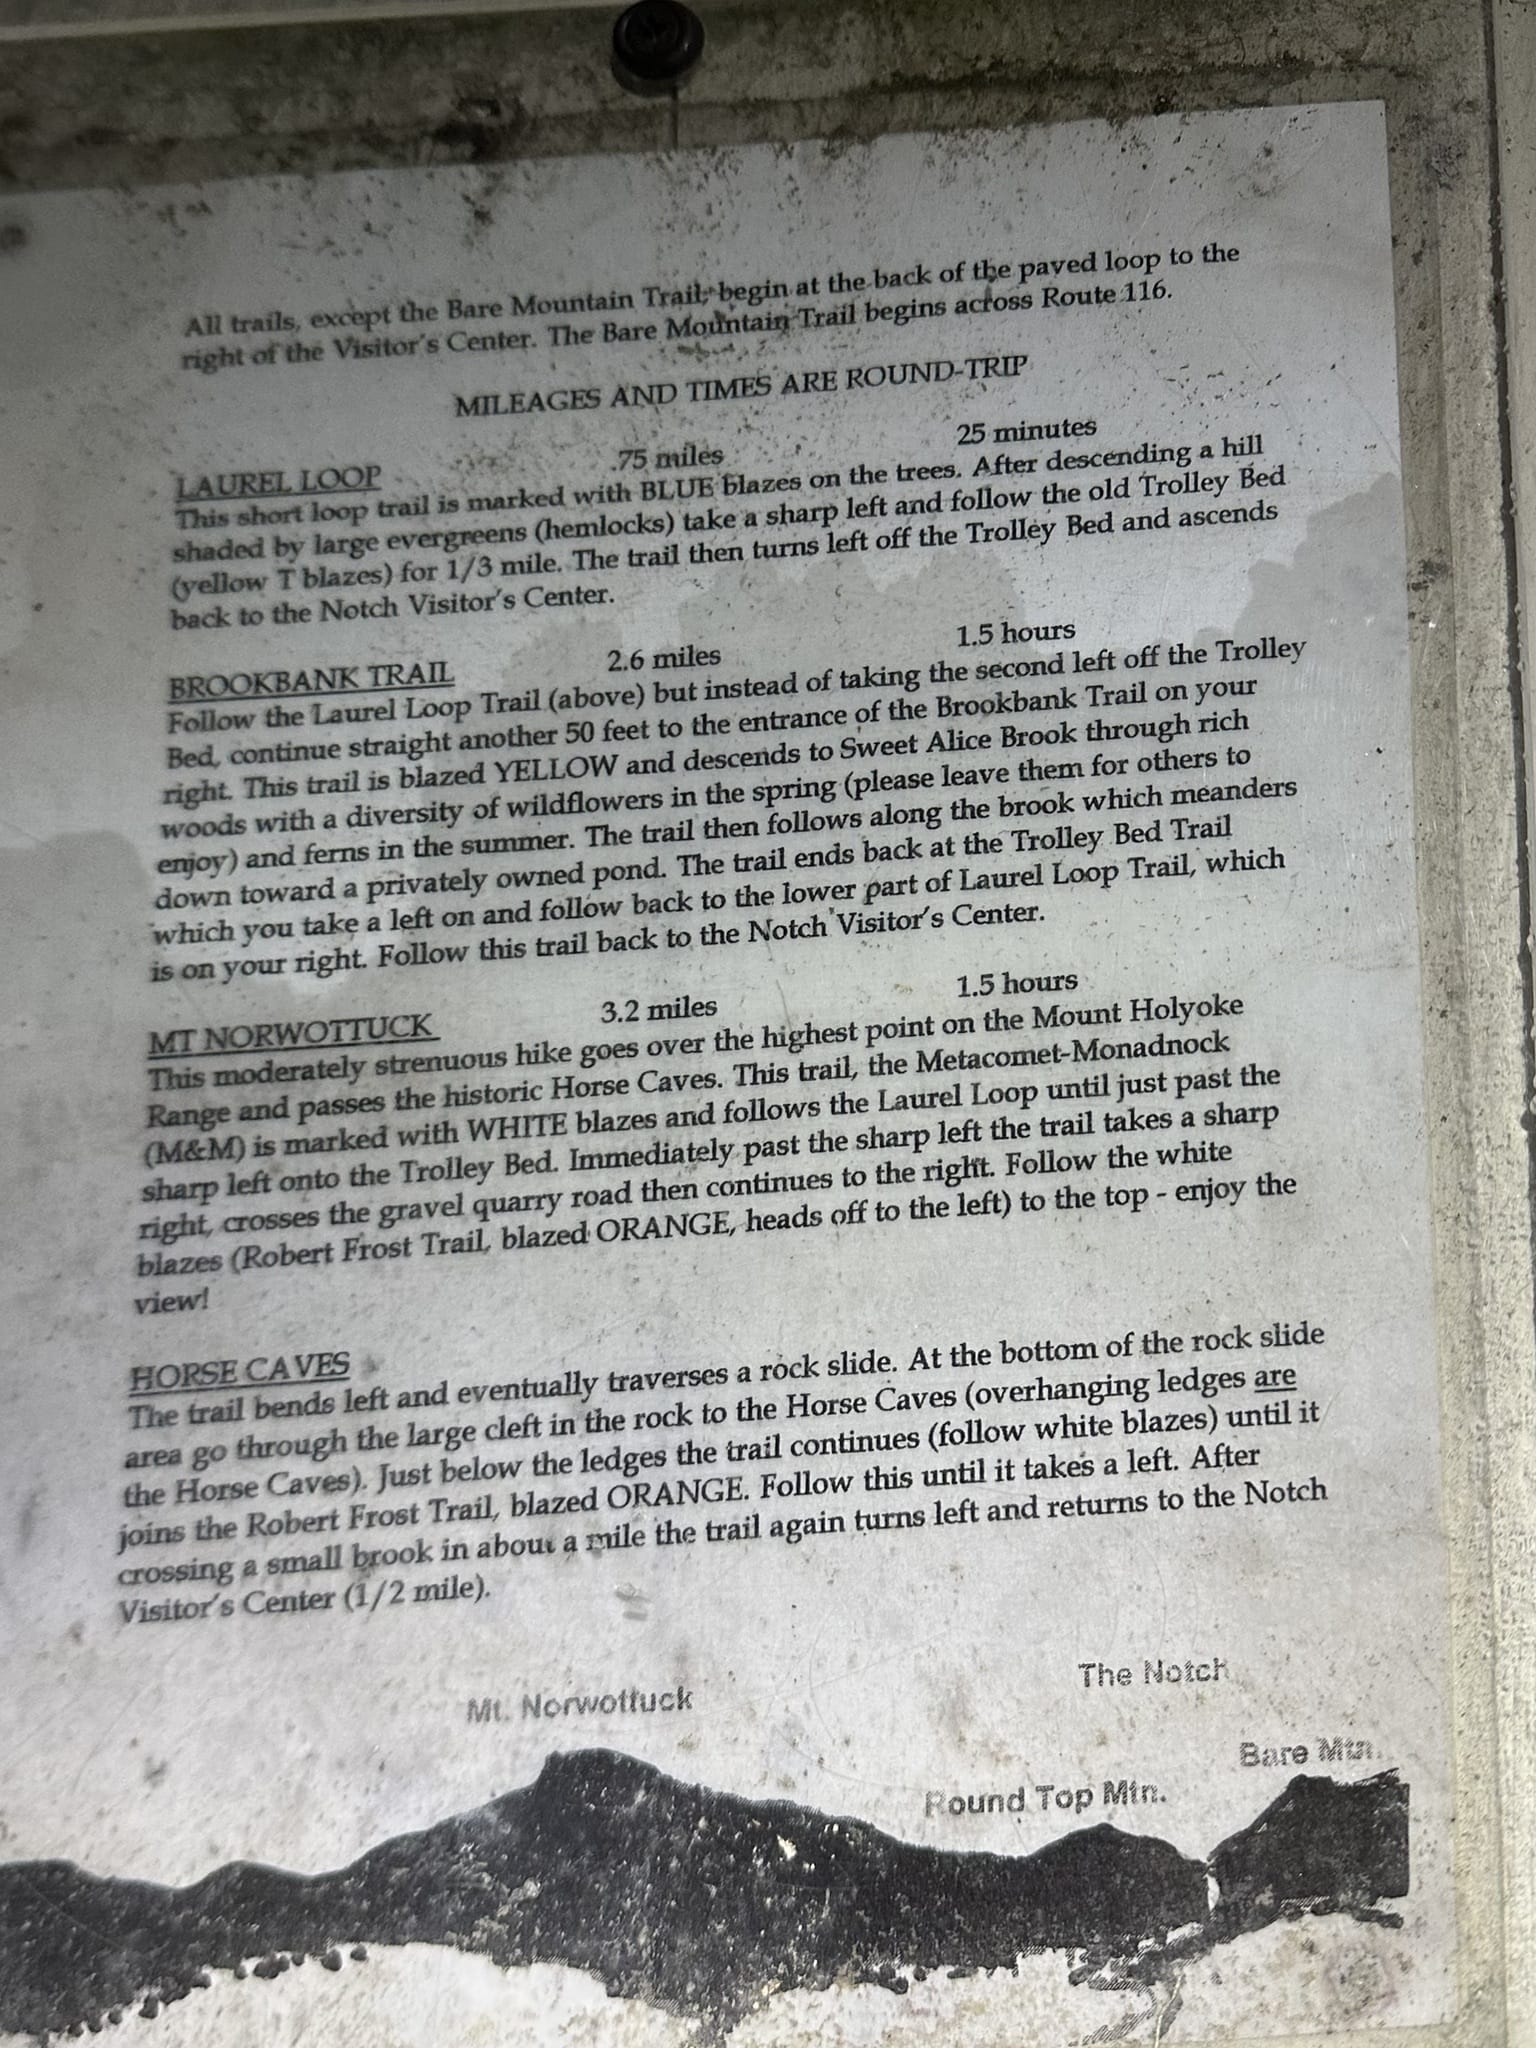 All trails, except the Bare Mountain Trail, begin at the back of the paved loop to the
right of the Visitor's Center. The Bare Mountain Trail begins across Route 116.
MILEAGES AND TIMES ARE ROUND-TRIP
LAUREL LOOP .75 miles 25 minutes
This short loop trail is marked with BLUE blazes on the trees. After descending a hill
shaded by large evergreens (hemlocks) take a sharp left and follow the old Trolley Bed
(yellow T blazes) for 1/3 mile. The trail then turns left off the Trolley Bed and ascends
back to the Notch Visitor's Center.
BROOKBANK TRAIL 2.6 miles 1.5 hours
Follow the Laurel Loop Trail (above) but instead of taking the second left off the Trolley
Bed, continue straight another 50 feet to the entrance of the Brookbank Trail on your
right. This trail is blazed YELLOW and descends to Sweet Alice Brook through rich
woods with a diversity of wildflowers in the spring (please leave them for others to
enjoy) and ferns in the summer. The trail then follows along the brook which meanders
down toward a privately owned pond. The trail ends back at the Trolley Bed Trail
which you take a left on and follow back to the lower part of Laurel Loop Trail, which
is on your right. Follow this trail back to the Notch Visitor's Center.
MT NORWOTTUCK 3.2 miles 1.5 hours
This moderately strenuous hike goes over the highest point on the Mount Holyoke
Range and passes the historic Horse Caves. This trail, the Metacomet-Monadnock
(M&M) is marked with WHITE blazes and follows the Laurel Loop until just past the
sharp left onto the Trolley Bed. Immediately past the sharp left the trail takes a sharp
right, crosses the gravel quarry road then continues to the right. Follow the white
blazes (Robert Frost Trail, blazed ORANGE, heads off to the left) to the top - enjoy the
view!
HORSE CAVES
The trail bends left and eventually traverses a rock slide. At the bottom of the rock slide
area go through the large cleft in the rock to the Horse Caves (overhanging ledges are
the Horse Caves). Just below the ledges the trail continues (follow white blazes) until it
joins the Robert Frost Trail, blazed ORANGE. Follow this until it takes a left. After
crossing a small brook in about a mile the trail again turns left and returns to the Notch
Visitor's Center (1/2 mile).
The Notch
Mt. Norwottuck
Bare Mtn.
Round Top Mtn.